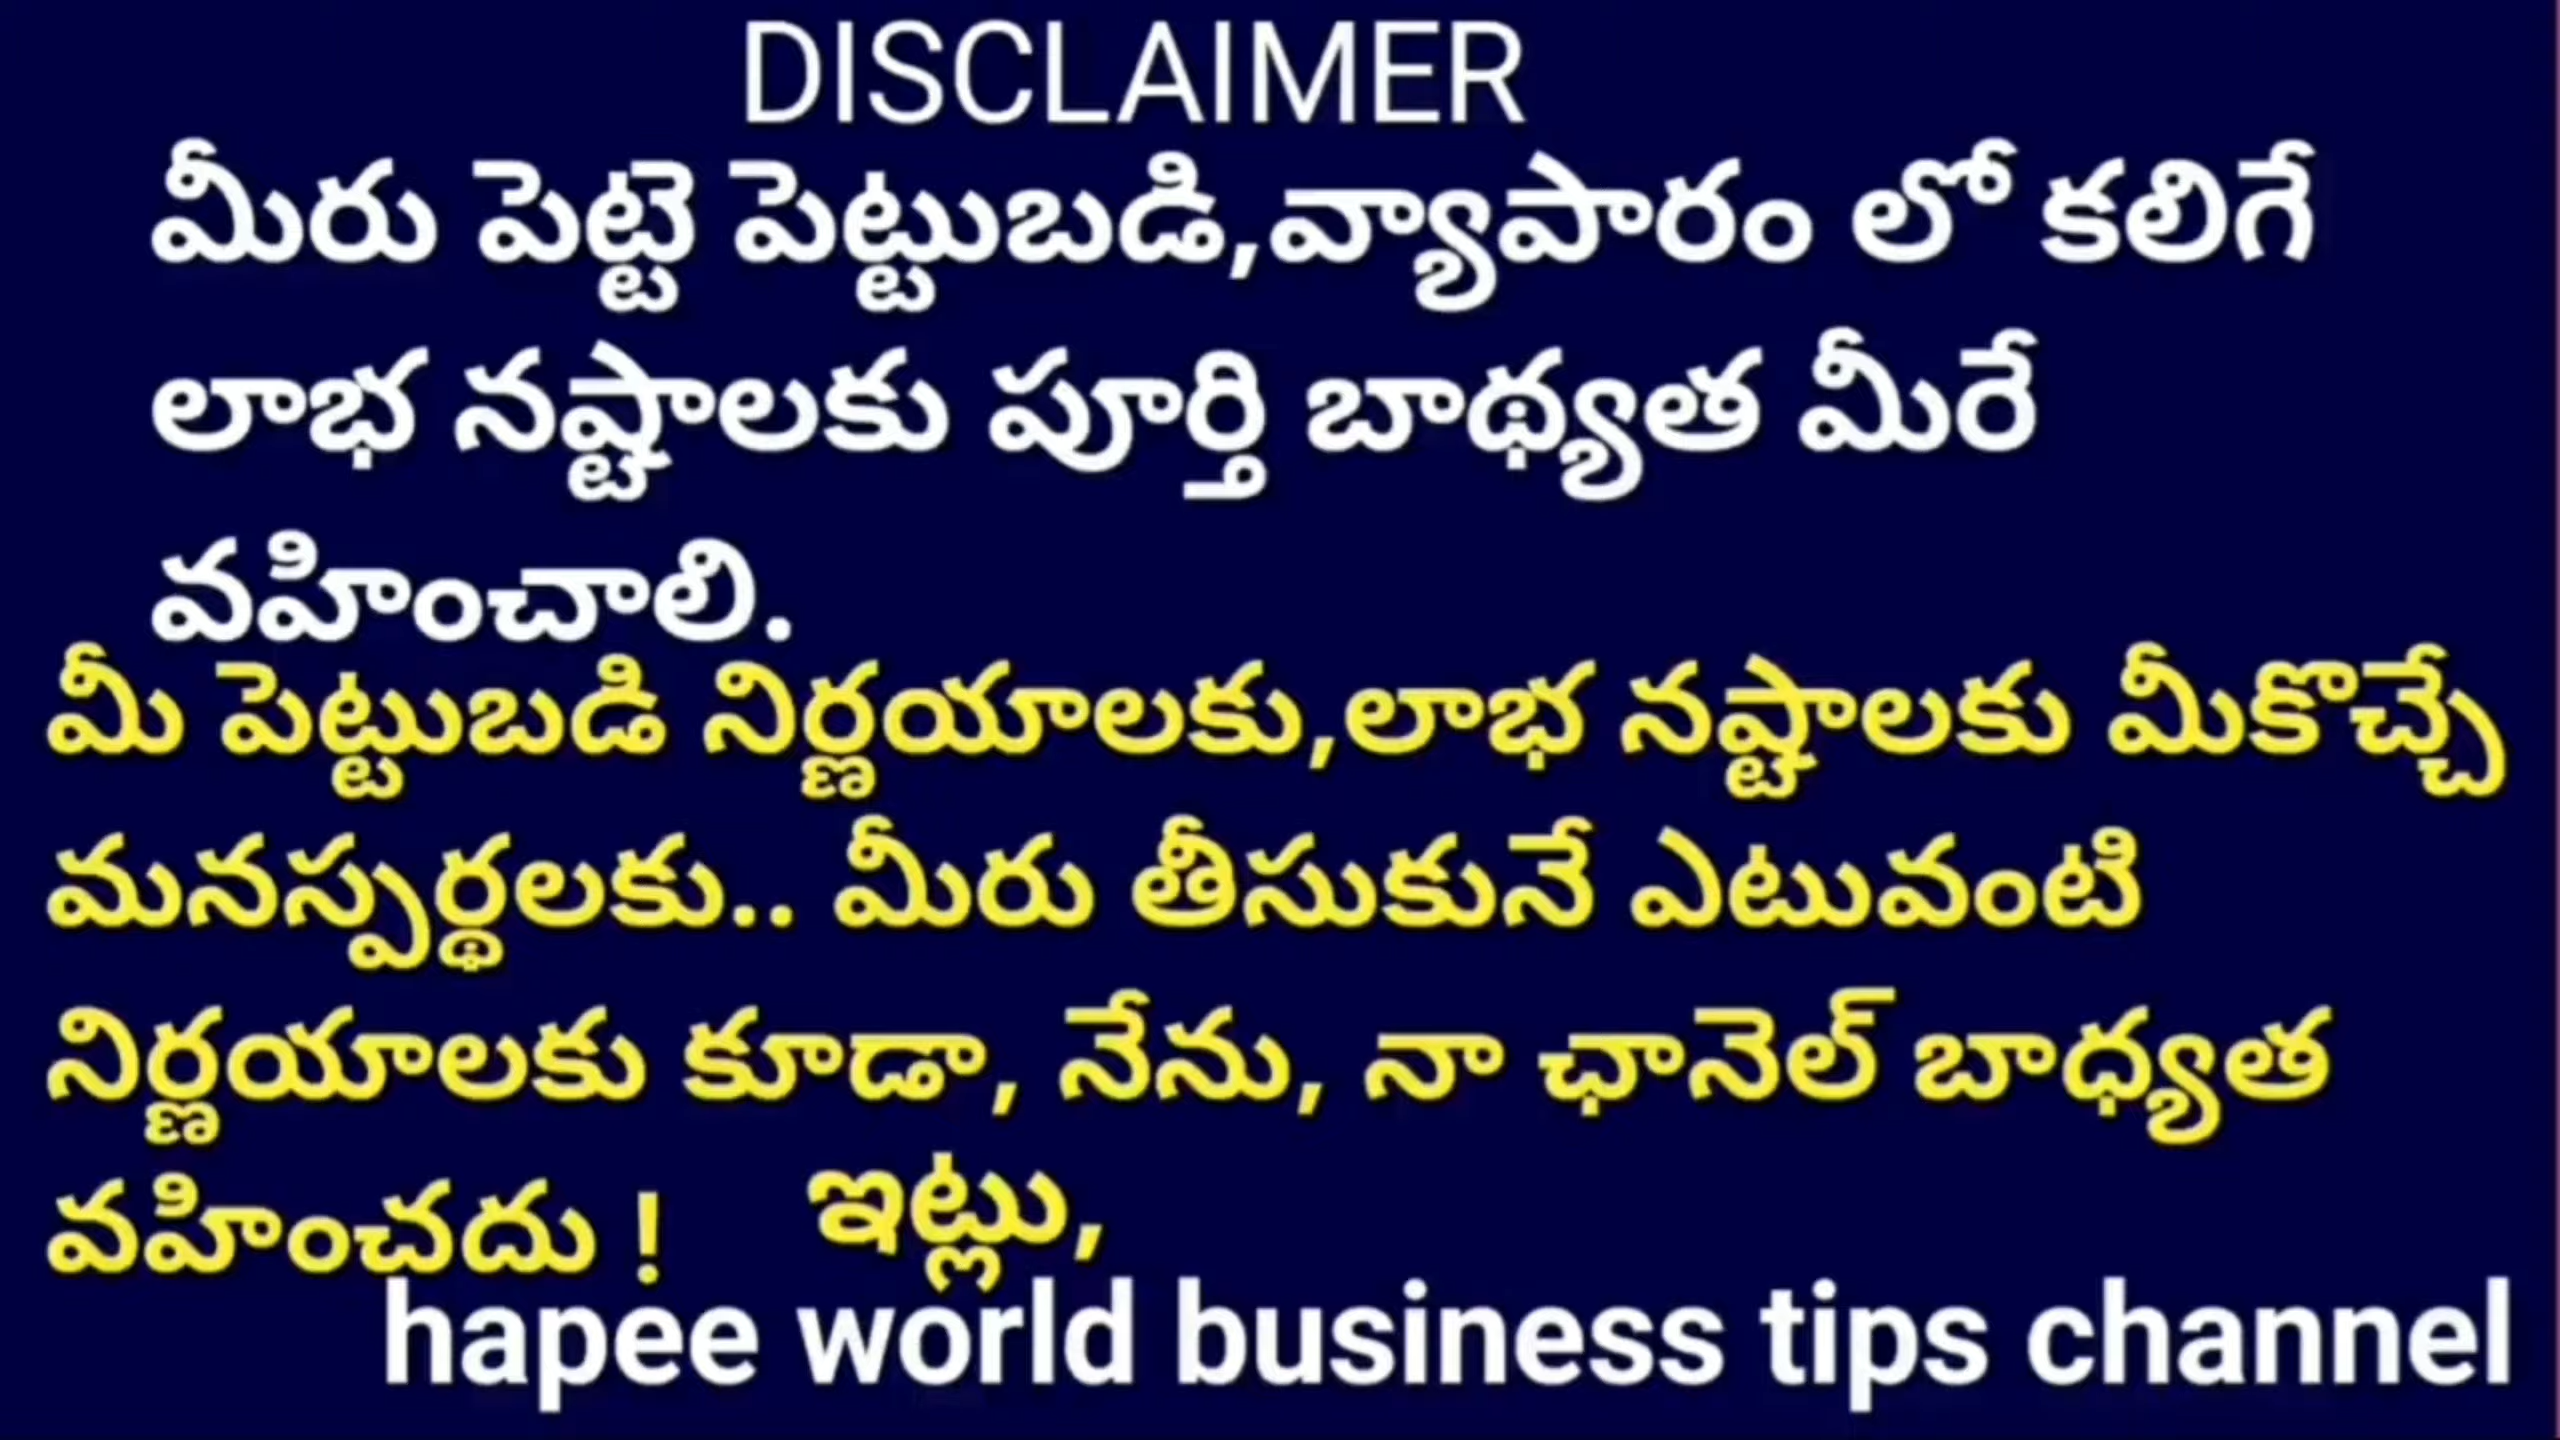 DISCLAIMER
మీరు పెట్టె పెట్టుబడి,వ్యాపారం లో కలిగే
లాభ నష్టాలకు పూర్తి బాథ్యత మీరే
వహించాలి.
మీ పెట్టుబడి నిర్ణయాలకు,లాభ నష్టాలకు మీకొచ్చే
మనస్పర్థలకు.. మీరు తీసుకునే ఎటువంటి
నిర్ణయాలకు కూడా, నేను, నా ఛానెల్ బాధ్యత
వహించదు ! ఇట్లు,
hapee world business tips channel